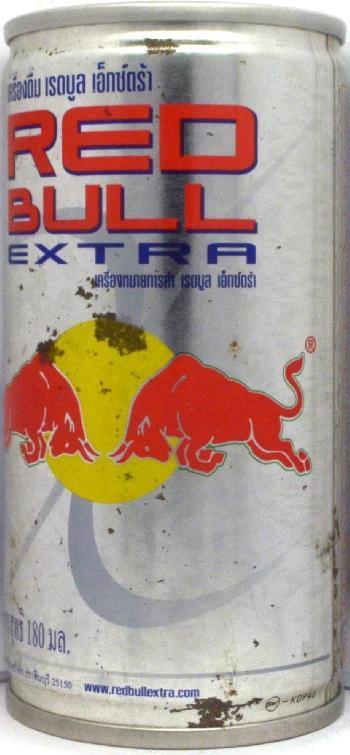 เครื่องดื่ม เรดบูล เอ็กซ์ตร้า
RED
BULL
EXTRA
เครื่องหมายการค้า เรดบูล เอ็กซ์ตร้า
®
180 มล.
25150
www.redbullextra.com
-KDP40